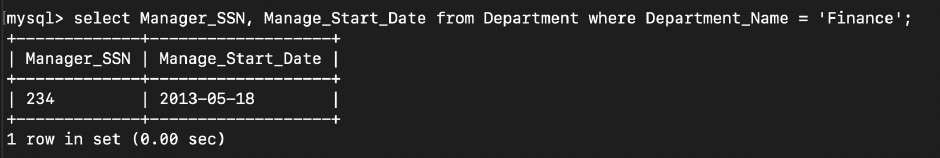 mysql> select Manager_SSN, Manage_Start_Date from Department where Department_Name = 'Finance';
+-------------+-------------------+
| Manager_SSN | Manage_Start_Date |
+-------------+-------------------+
| 234         | 2013-05-18        |
+-------------+-------------------+
1 row in set (0.00 sec)